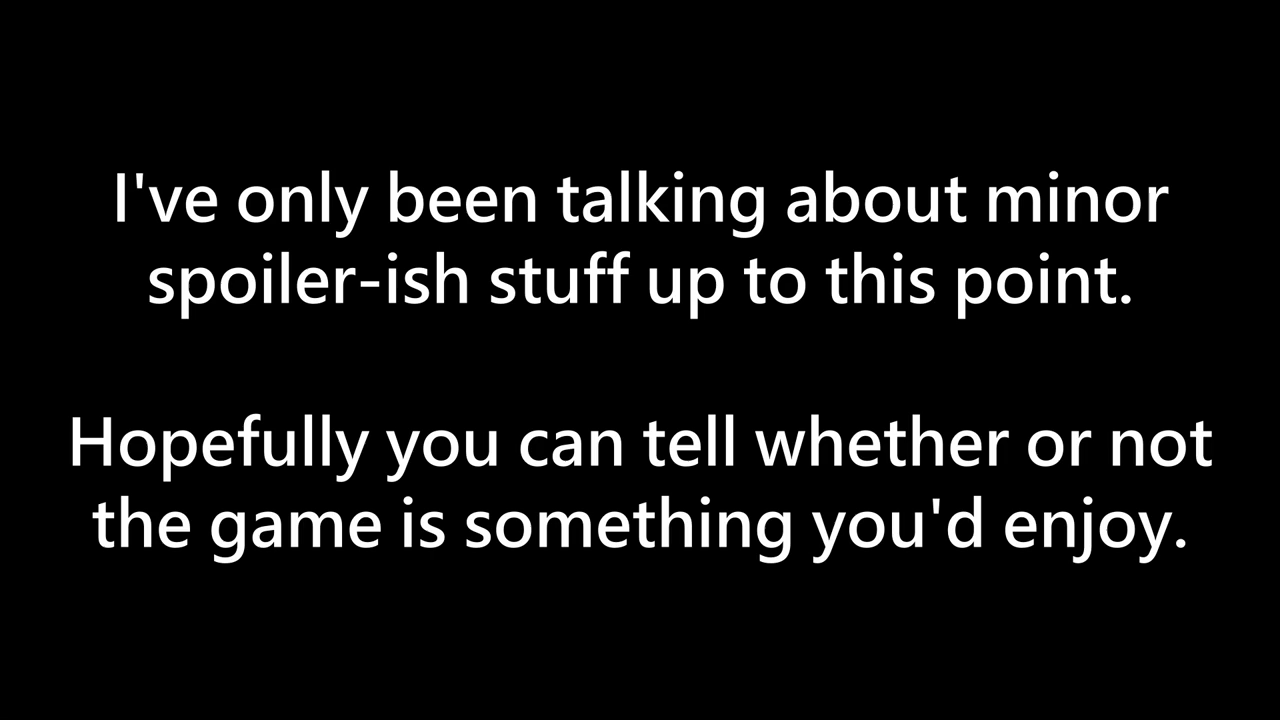 I've only been talking about minor
spoiler-ish stuff up to this point.
Hopefully you can tell whether or not
the game is something you'd enjoy.